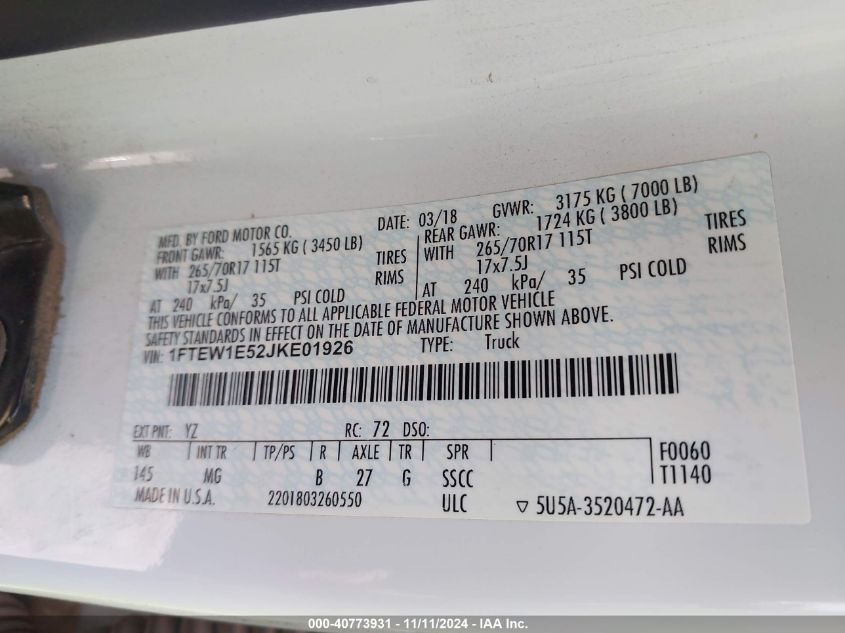 MFD. BY FORD MOTOR CO. DATE: 03/18 GVWR: 3175 KG ( 7000 LB)
FRONT GAWR: 1565 KG ( 3450 LB) REAR GAWR: 1724 KG ( 3800 LB)
WITH 265/70R17 115T TIRES WITH 265/70R17 115T TIRES
17x7.5J RIMS 17x7.5J RIMS
AT 240 kPa/ 35 PSI COLD AT 240 kPa/ 35 PSI COLD
THIS VEHICLE CONFORMS TO ALL APPLICABLE FEDERAL MOTOR VEHICLE
SAFETY STANDARDS IN EFFECT ON THE DATE OF MANUFACTURE SHOWN ABOVE.
VIN: 1FTEW1E52JKE01926 TYPE: Truck
EXT PNT: YZ RC: 72 DSO:
WB INT TR TP/PS R AXLE TR SPR F0060
145 MG B 27 G SSCC T1140
MADE IN U.S.A. 2201803260550 ULC ▽ 5U5A-3520472-AA
000-40773931 - 11/11/2024 - IAA Inc.